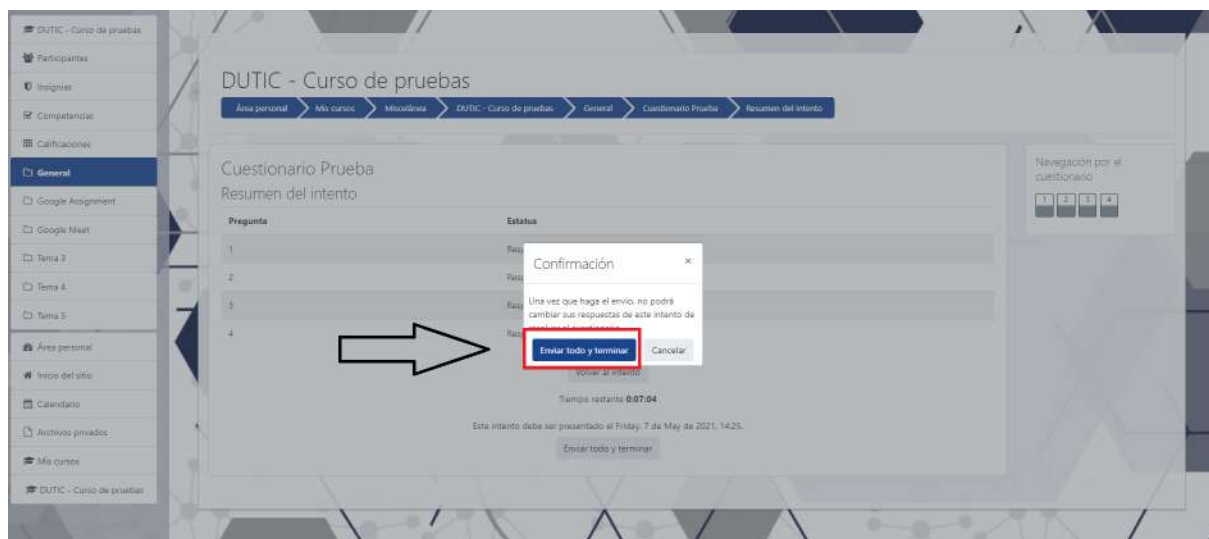 DUTIC - Curso de pruebas
Participantes
Insignias
Competencias
Calificaciones
General
Google Assignment
Google Meet
Tema 3
Tema 4
Tema 5
Área personal
Inicio del sitio
Calendario
Archivos privados
Mis cursos
DUTIC - Curso de pruebas
DUTIC - Curso de pruebas
Área personal
Mis cursos
Miscelánea
DUTIC - Curso de pruebas
General
Cuestionario Prueba
Resumen del intento
Cuestionario Prueba
Resumen del intento
Pregunta
Estatus
1
2
3
4
Confirmación
×
Una vez que haga el envío, no podrá
cambiar sus respuestas de este intento de
Enviar todo y terminar
Cancelar
Volver al intento
Tiempo restante 0:07:04
Este intento debe ser presentado el Friday, 7 de May de 2021, 14:25.
Enviar todo y terminar
Navegación por el
cuestionario
1 2 3 4